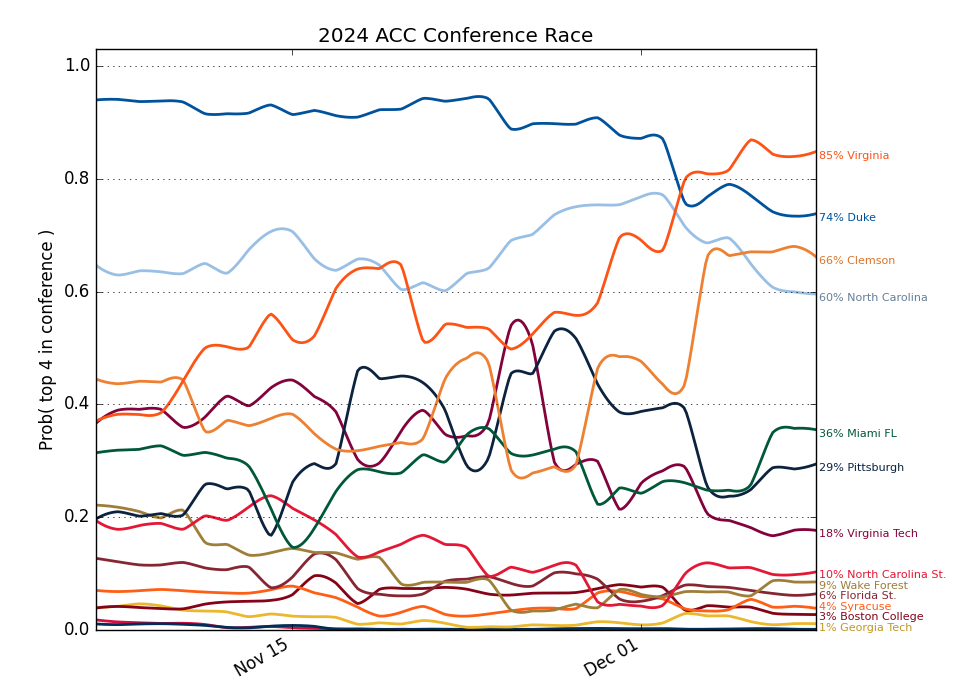 2024 ACC Conference Race
Prob( top 4 in conference )
1.0
0.8
0.6
0.4
0.2
0.0
Nov 15
Dec 01
85% Virginia
74% Duke
66% Clemson
60% North Carolina
36% Miami FL
29% Pittsburgh
18% Virginia Tech
10% North Carolina St.
9% Wake Forest
6% Florida St.
4% Syracuse
3% Boston College
1% Georgia Tech